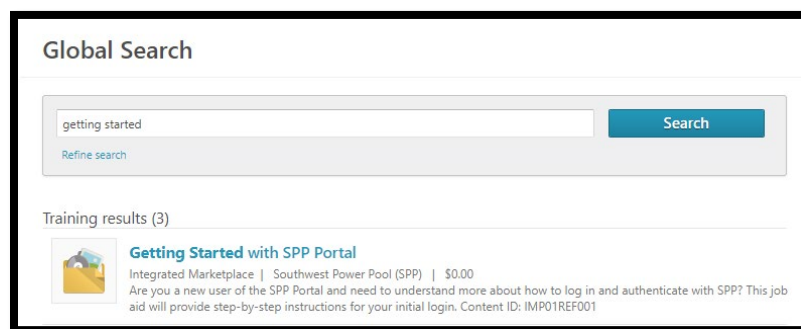 Global Search
getting started
Search
Refine search
Training results (3)
Getting Started with SPP Portal
Integrated Marketplace | Southwest Power Pool (SPP) | $0.00
Are you a new user of the SPP Portal and need to understand more about how to log in and authenticate with SPP? This job
aid will provide step-by-step instructions for your initial login. Content ID: IMP01REF001